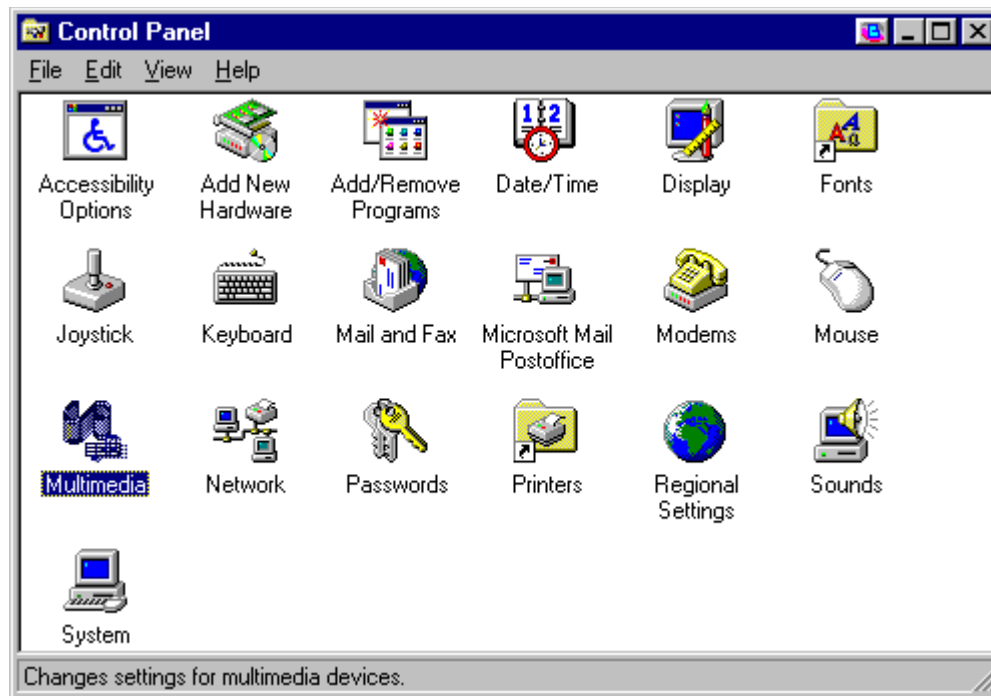 Control Panel
File Edit View Help
Accessibility Options
Add New Hardware
Add/Remove Programs
Date/Time
Display
Fonts
Joystick
Keyboard
Mail and Fax
Microsoft Mail Postoffice
Modems
Mouse
Multimedia
Network
Passwords
Printers
Regional Settings
Sounds
System
Changes settings for multimedia devices.